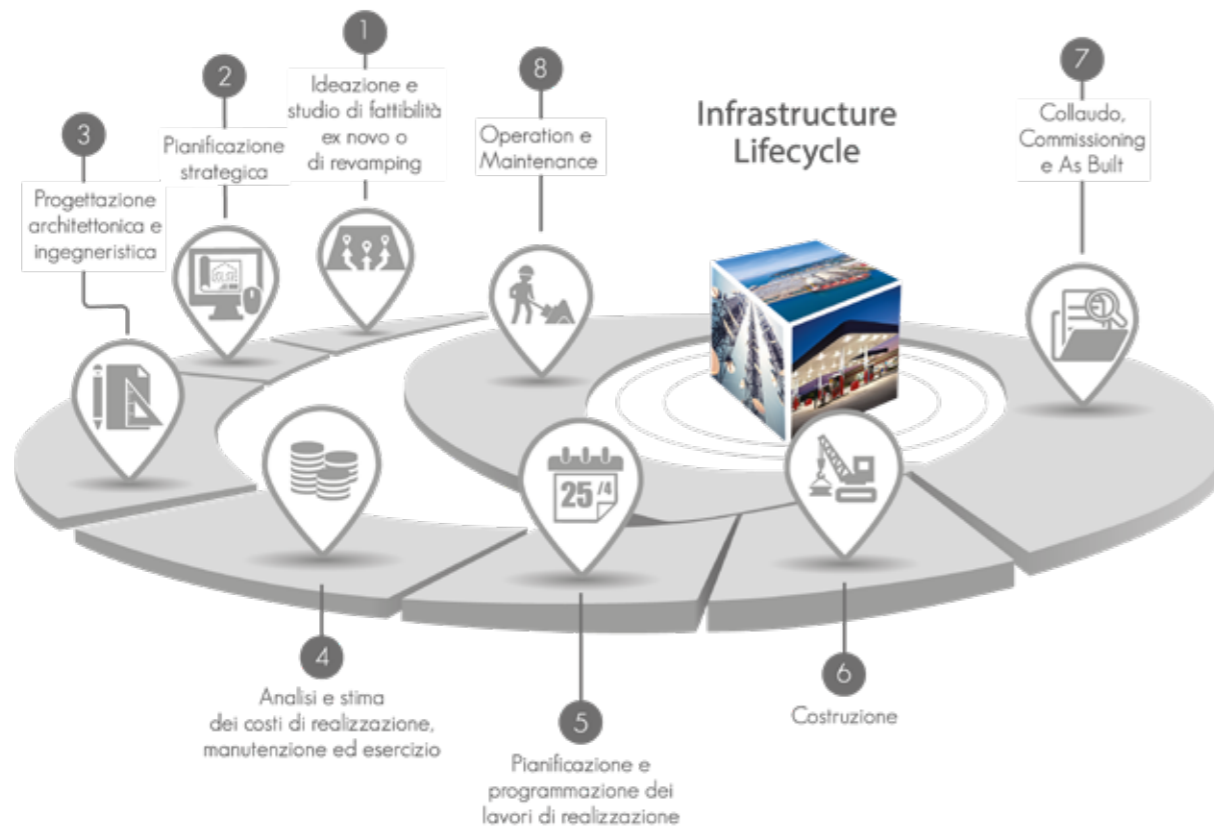 1
Ideazione e
studio di fattibilità
ex novo o
di revamping
2
Pianificazione
strategica
3
Progettazione
architettonica e
ingegneristica
8
Operation e
Maintenance
Infrastructure
Lifecycle
7
Collaudo,
Commissioning
e As Built
25/4
4
Analisi e stima
dei costi di realizzazione,
manutenzione ed esercizio
5
Pianificazione e
programmazione dei
lavori di realizzazione
6
Costruzione